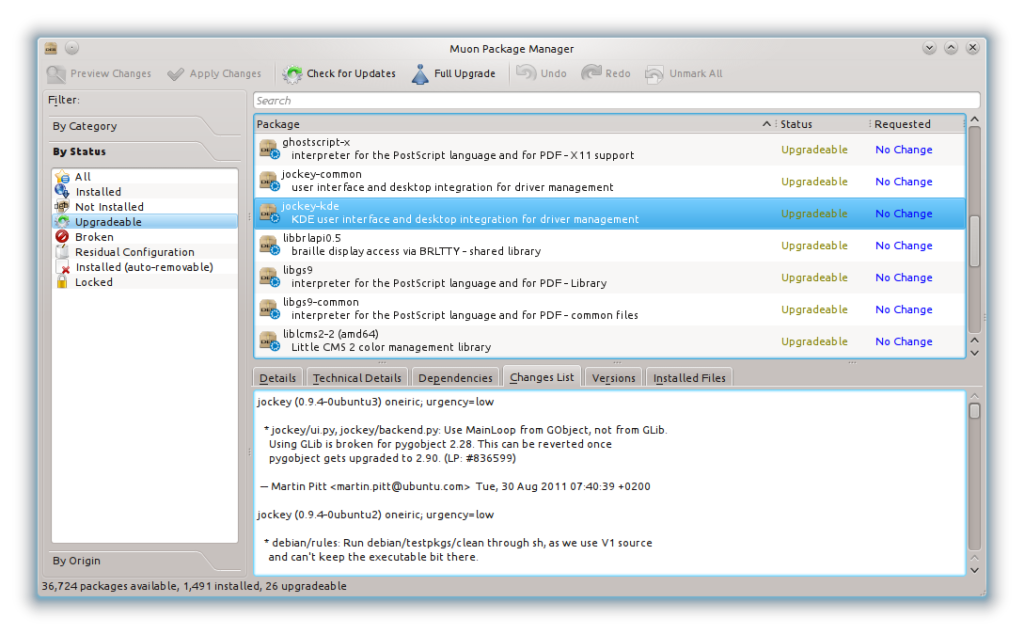 Muon Package Manager
Preview Changes Apply Changes Check for Updates Full Upgrade Undo Redo Unmark All
Filter:
Search
By Category
By Status
All
Installed
Not Installed
Upgradeable
Broken
Residual Configuration
Installed (auto-removable)
Locked
By Origin
Package Status Requested
ghostscript-x
interpreter for the PostScript language and for PDF - X11 support Upgradeable No Change
jockey-common
user interface and desktop integration for driver management Upgradeable No Change
jockey-kde
KDE user interface and desktop integration for driver management Upgradeable No Change
libbrlapi0.5
braille display access via BRLTTY - shared library Upgradeable No Change
libgs9
interpreter for the PostScript language and for PDF - Library Upgradeable No Change
libgs9-common
interpreter for the PostScript language and for PDF - common files Upgradeable No Change
liblcms2-2 (amd64)
Little CMS 2 color management library Upgradeable No Change
Details Technical Details Dependencies Changes List Versions Installed Files
jockey (0.9.4-0ubuntu3) oneiric; urgency=low
* jockey/ui.py, jockey/backend.py: Use MainLoop from GObject, not from GLib.
Using GLib is broken for pygobject 2.28. This can be reverted once
pygobject gets upgraded to 2.90. (LP: #836599)
-- Martin Pitt <martin.pitt@ubuntu.com> Tue, 30 Aug 2011 07:40:39 +0200
jockey (0.9.4-0ubuntu2) oneiric; urgency=low
* debian/rules: Run debian/testpkgs/clean through sh, as we use V1 source
and can't keep the executable bit there.
36,724 packages available, 1,491 installed, 26 upgradeable